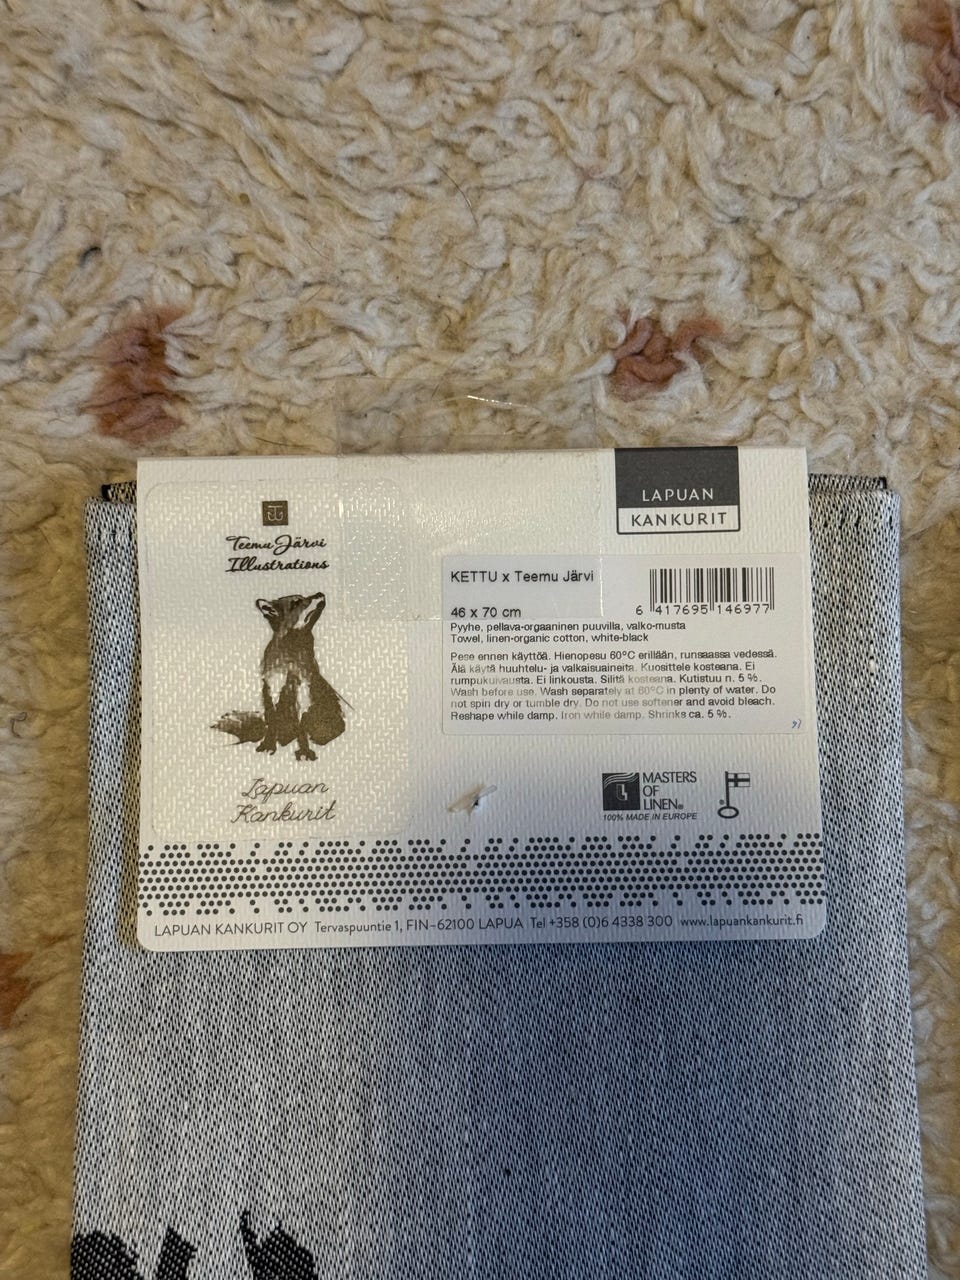 Teemu Järvi
Illustrations
Lapuan
Kankurit
LAPUAN
KANKURIT
KETTU x Teemu Järvi
46 x 70 cm
6 417695 146977
Pyyhe, pellava-orgaaninen puuvilla, valko-musta
Towel, linen-organic cotton, white-black
Pese ennen käyttöä. Hienopesu 60ºC erillään, runsaassa vedessä.
Älä käytä huuhtelu- ja valkaisuaineita. Kuosittele kosteana. Ei
rumpukuivausta. Ei linkousta. Silitä kosteana. Kutistuu n. 5 %.
Wash before use. Wash separately at 60ºC in plenty of water. Do
not spin dry or tumble dry. Do not use softener and avoid bleach.
Reshape while damp. Iron while damp. Shrinks ca. 5 %.
MASTERS
OF
LINEN®
100% MADE IN EUROPE
LAPUAN KANKURIT OY Tervaspuuntie 1, FIN-62100 LAPUA Tel +358 (0)6 4338 300 www.lapuankankurit.fi